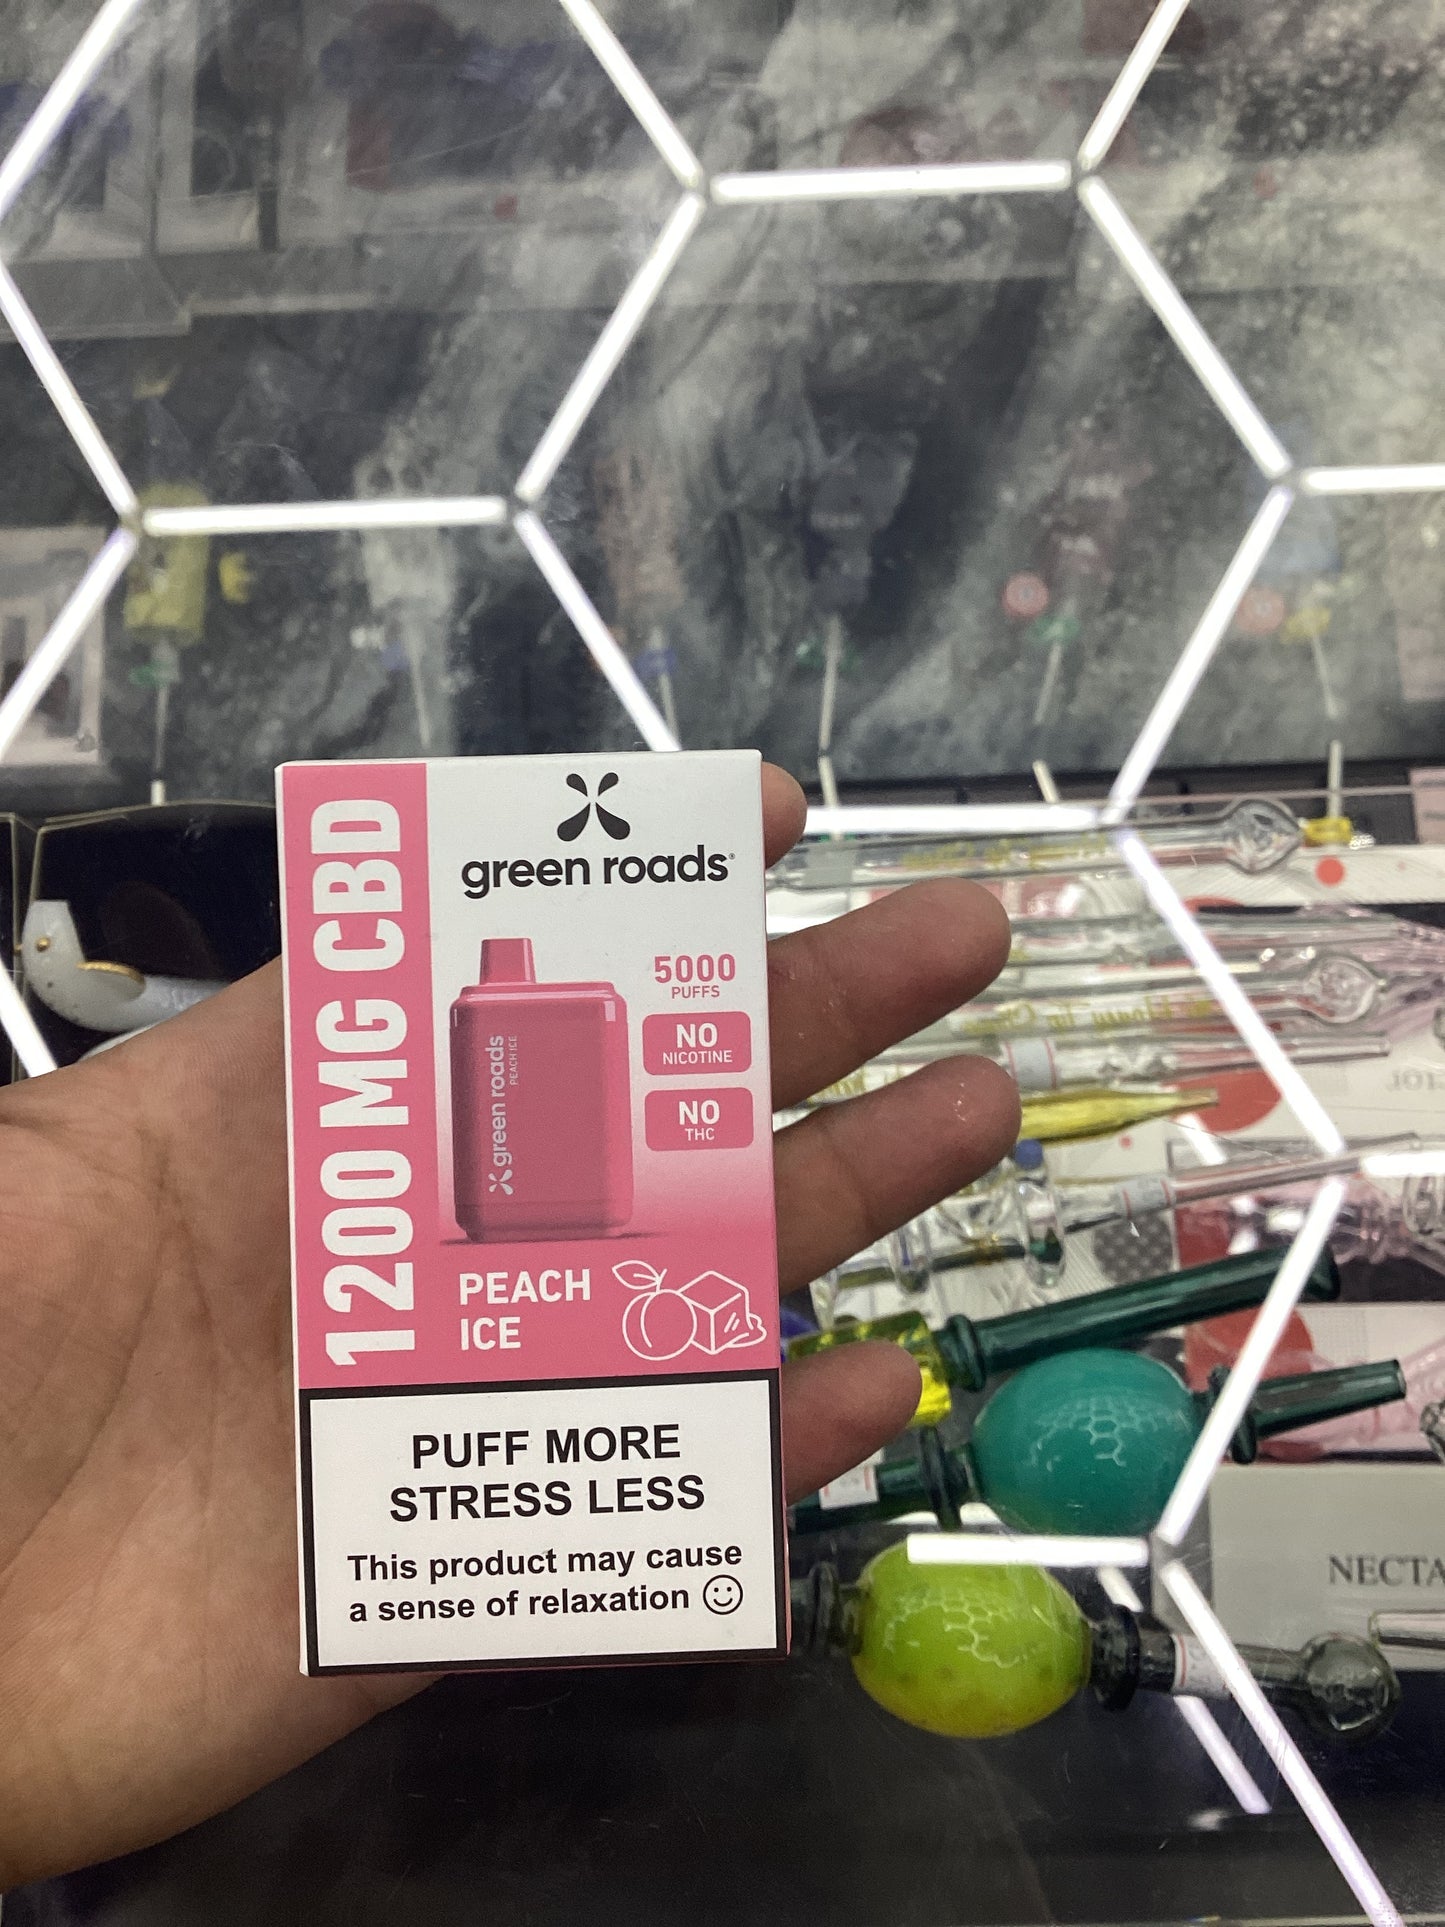 1200 MG CBD
green roads®
5000
PUFFS
NO
NICOTINE
NO
THC
green roads
PEACH ICE
PEACH
ICE
PUFF MORE
STRESS LESS
This product may cause
a sense of relaxation
NECTA